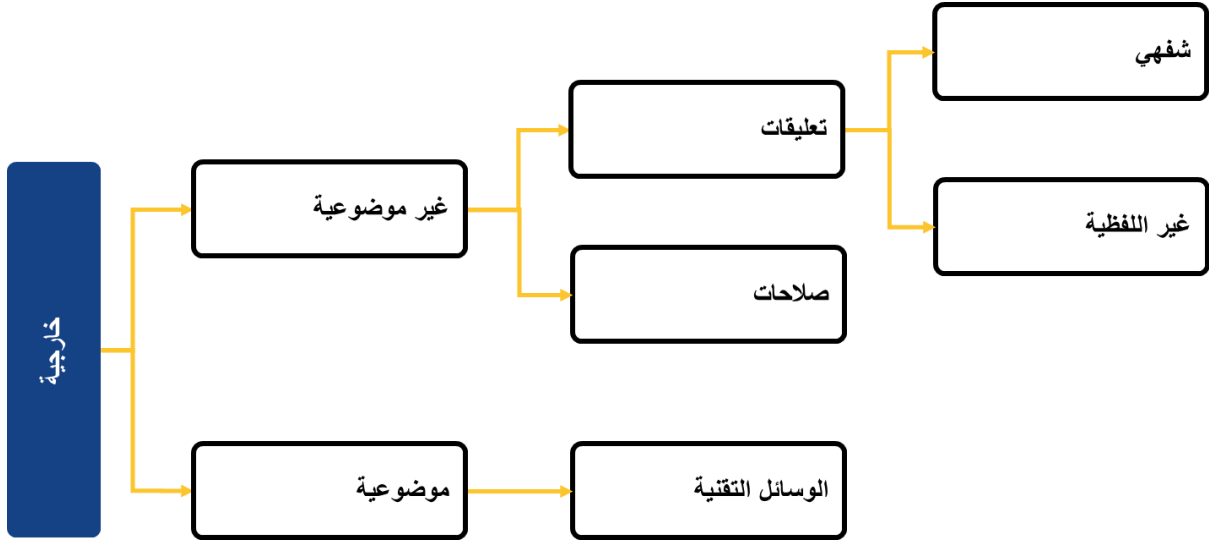 خارجية
غير موضوعية
تعليقات
شفهي
غير اللفظية
صلاحات
موضوعية
الوسائل التقنية